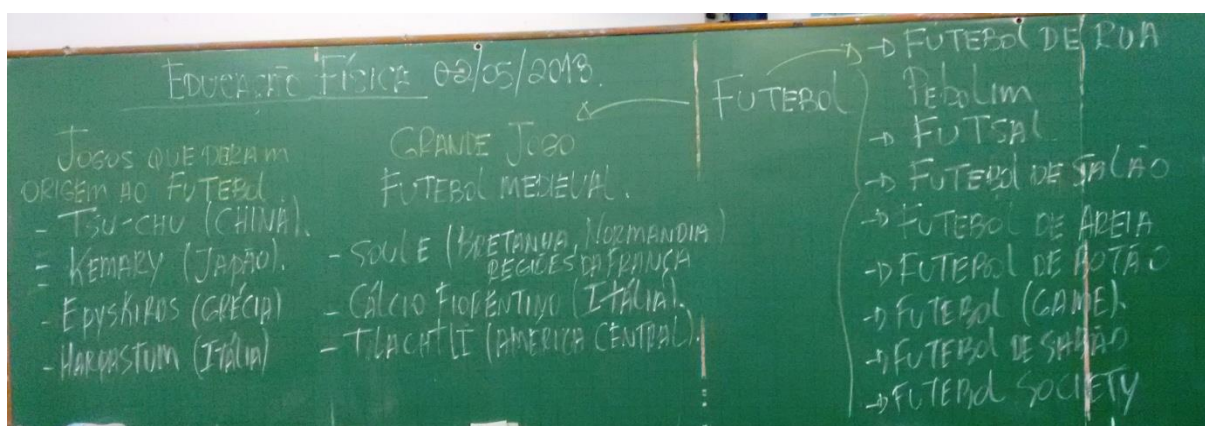 EDUCAÇÃO FÍSICA 02/05/2018.
JOGOS QUE DERAM
ORIGEM AO FUTEBOL
- TSU-CHU (CHINA).
- KEMARY (JAPÃO).
- EPYSKIROS (GRÉCIA)
- HARPASTUM (ITÁLIA)
GRANDE JOGO
FUTEBOL MEDIEVAL.
- SOULE (BRETANHA, NORMANDIA)
REGIÕES DA FRANÇA
- CÁLCIO FIORENTINO (ITÁLIA).
- TLACHTLI (AMÉRICA CENTRAL).
FUTEBOL
→ FUTEBOL DE RUA
Pebolim
→ FUTSAL
→ FUTEBOL DE SALÃO
→ FUTEBOL DE AREIA
→ FUTEBOL DE BOTÃO
→ FUTEBOL (GAME).
→ FUTEBOL DE SABÃO
→ FUTEBOL SOCIETY